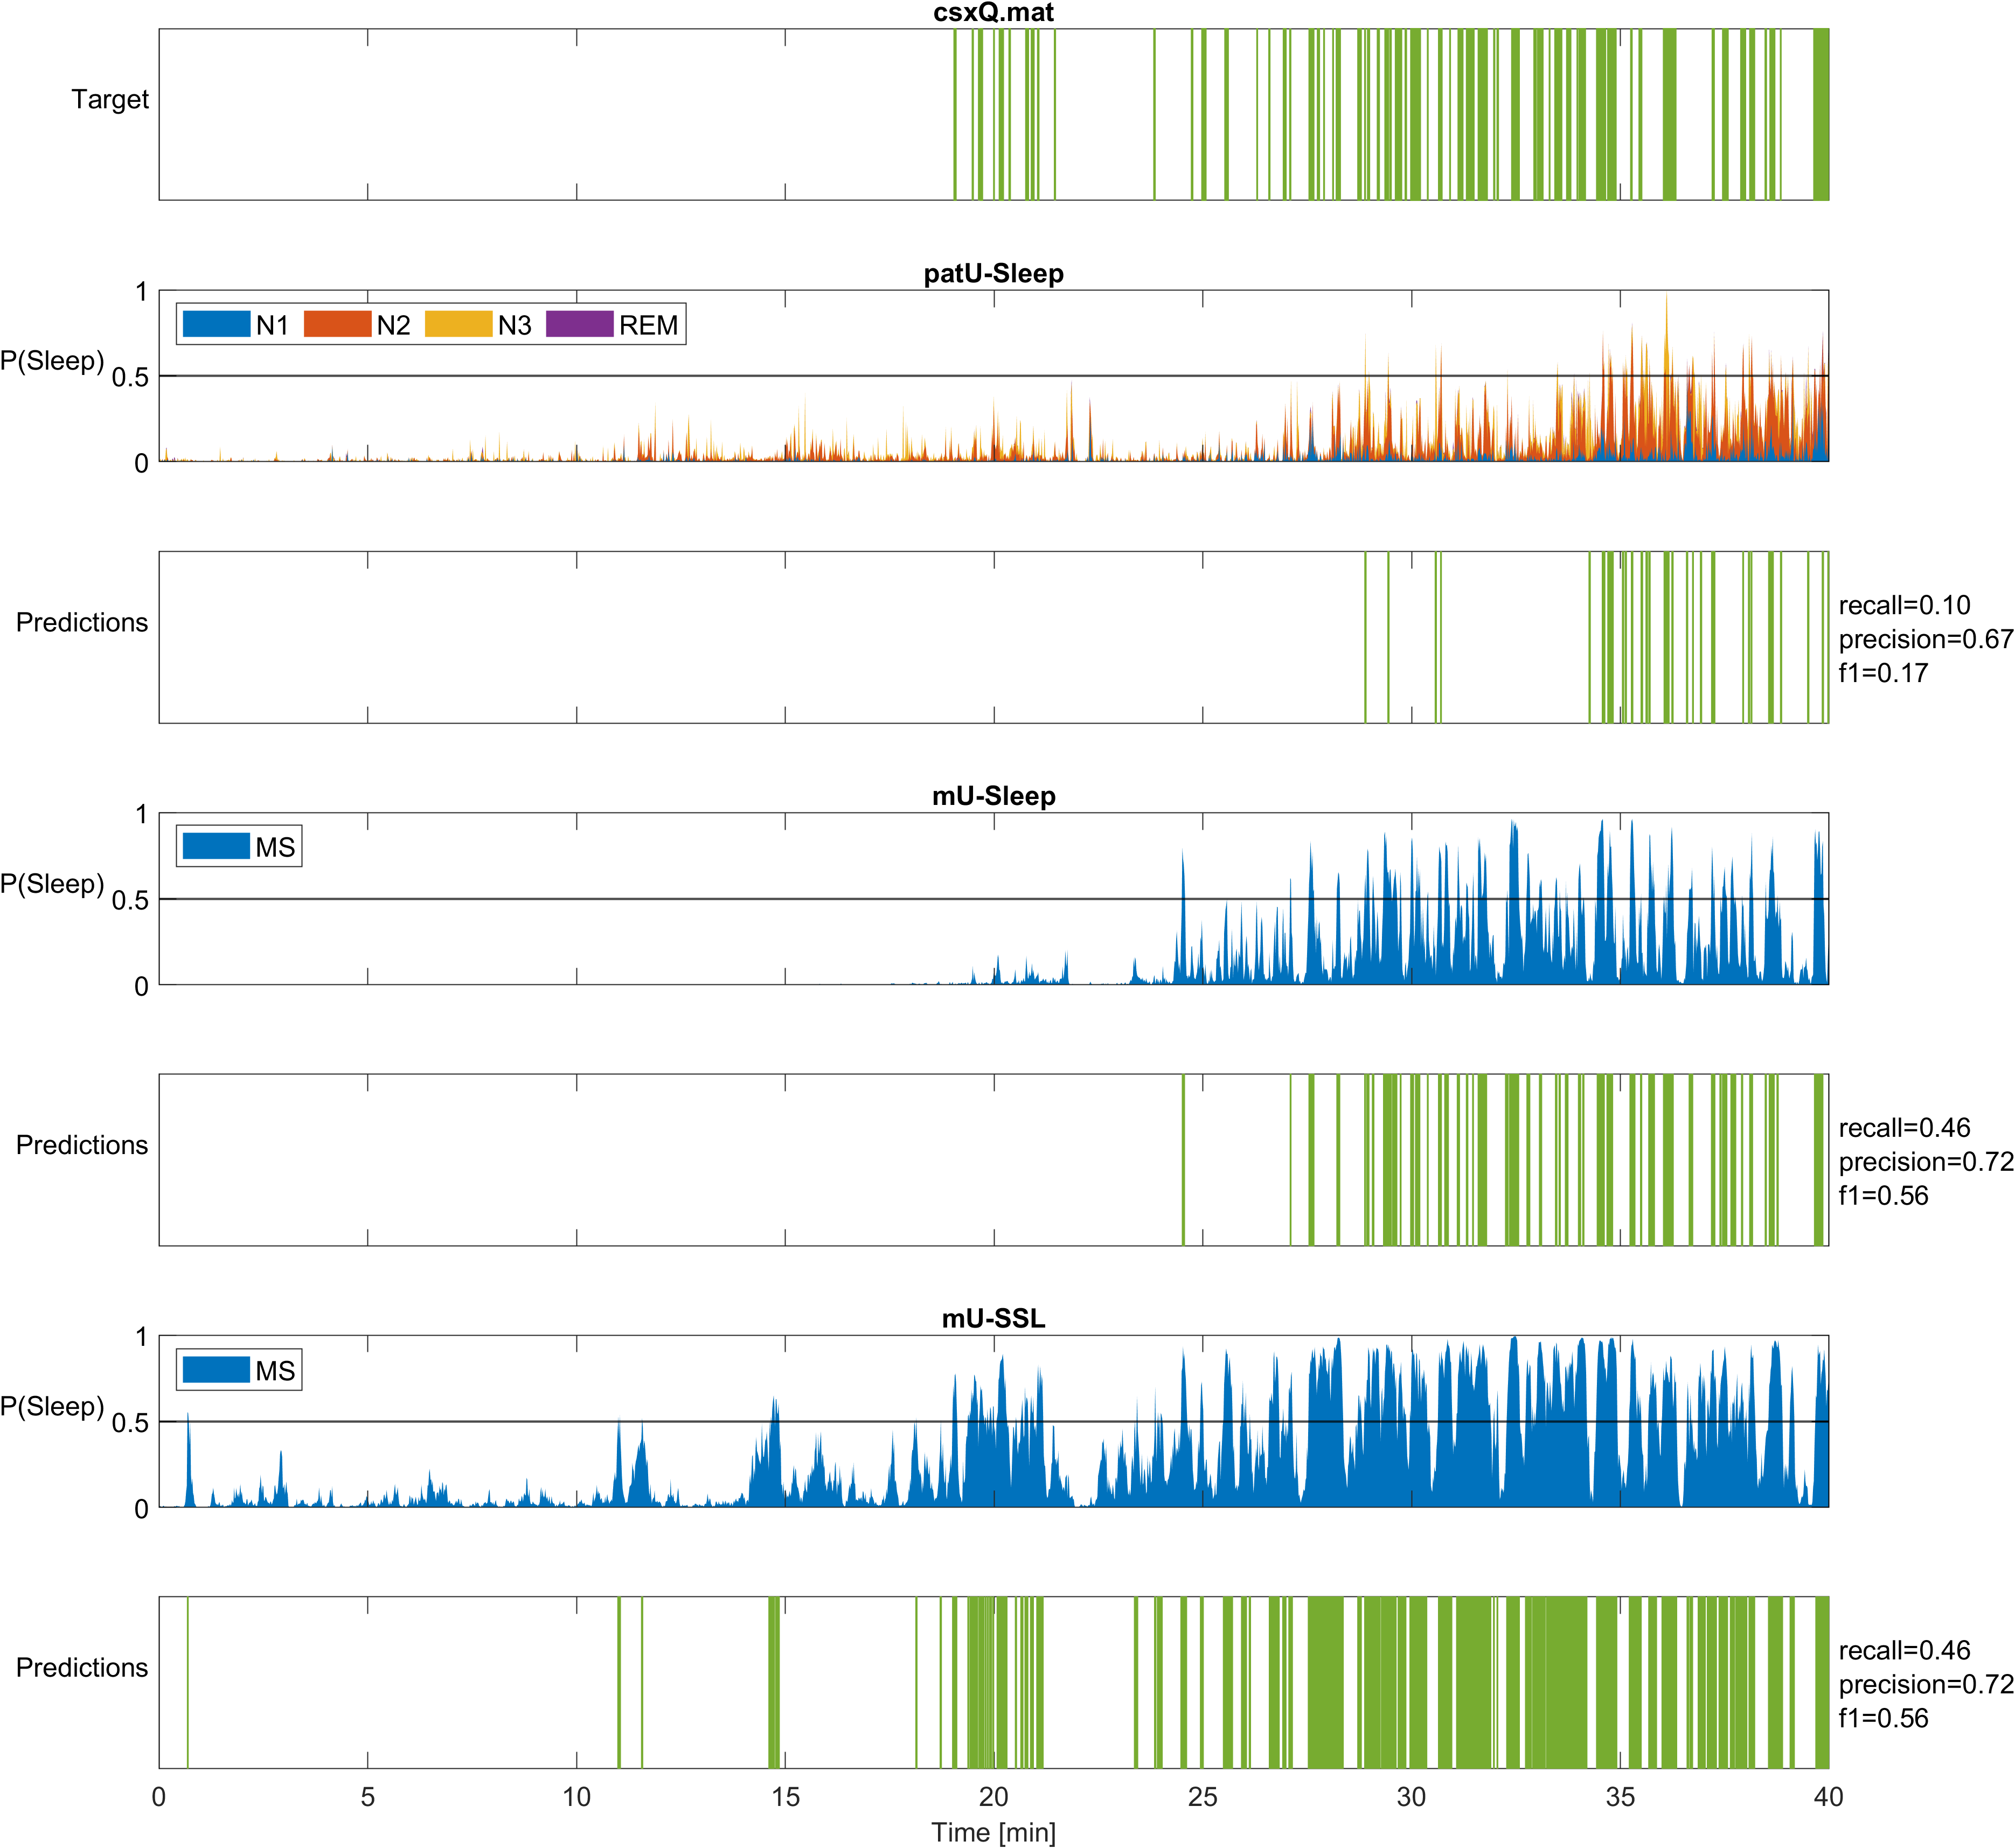 csxQ.mat
Target
patU-Sleep
1
N1 N2 N3 REM
P(Sleep)
0.5
0
Predictions
recall=0.10
precision=0.67
f1=0.17
mU-Sleep
1
MS
P(Sleep)
0.5
0
Predictions
recall=0.46
precision=0.72
f1=0.56
mU-SSL
1
MS
P(Sleep)
0.5
0
Predictions
recall=0.46
precision=0.72
f1=0.56
0 5 10 15 20 25 30 35 40
Time [min]